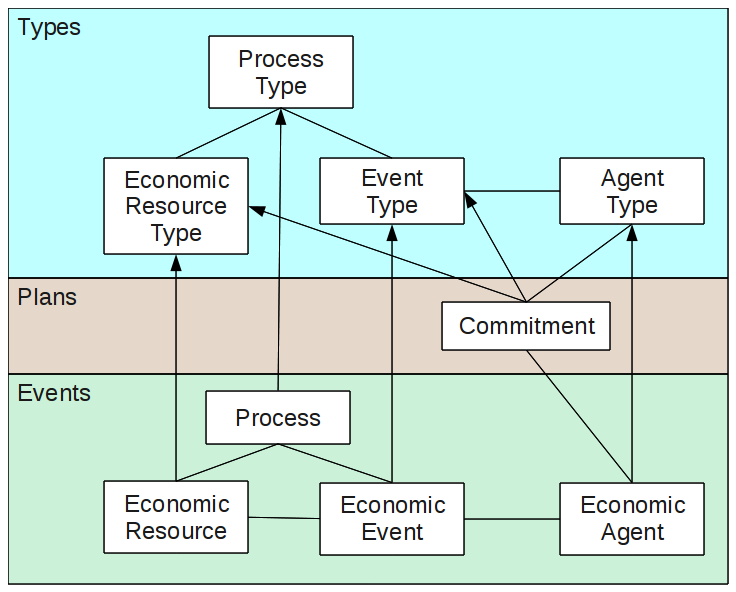 Types
Process
Type
Economic
Resource
Type
Event
Type
Agent
Type
Plans
Commitment
Events
Process
Economic
Resource
Economic
Event
Economic
Agent